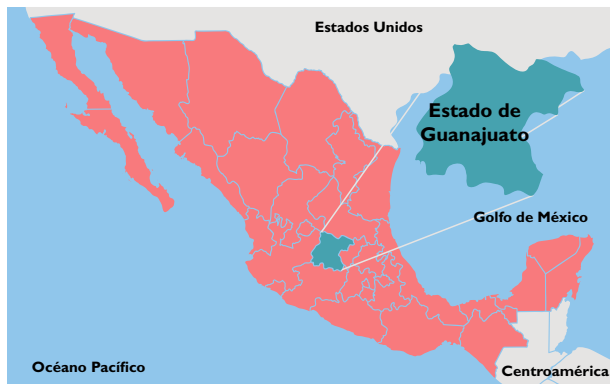 Estados Unidos
Estado de
Guanajuato
Golfo de México
Océano Pacífico
Centroamérica